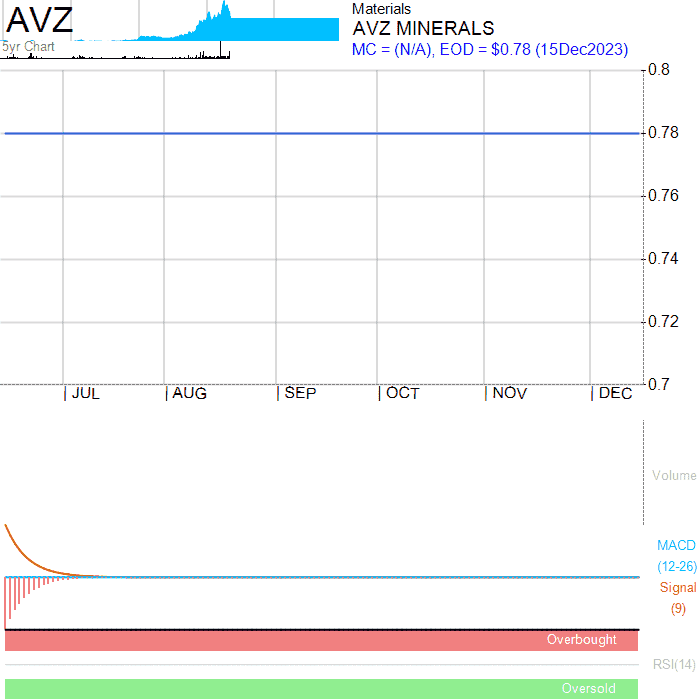 AVZ
5yr Chart
Materials
AVZ MINERALS
MC = (N/A), EOD = $0.78 (15Dec2023)
0.8
0.78
0.76
0.74
0.72
0.7
JUL AUG SEP OCT NOV DEC
Volume
MACD
(12-26)
Signal
(9)
Overbought
RSI(14)
Oversold